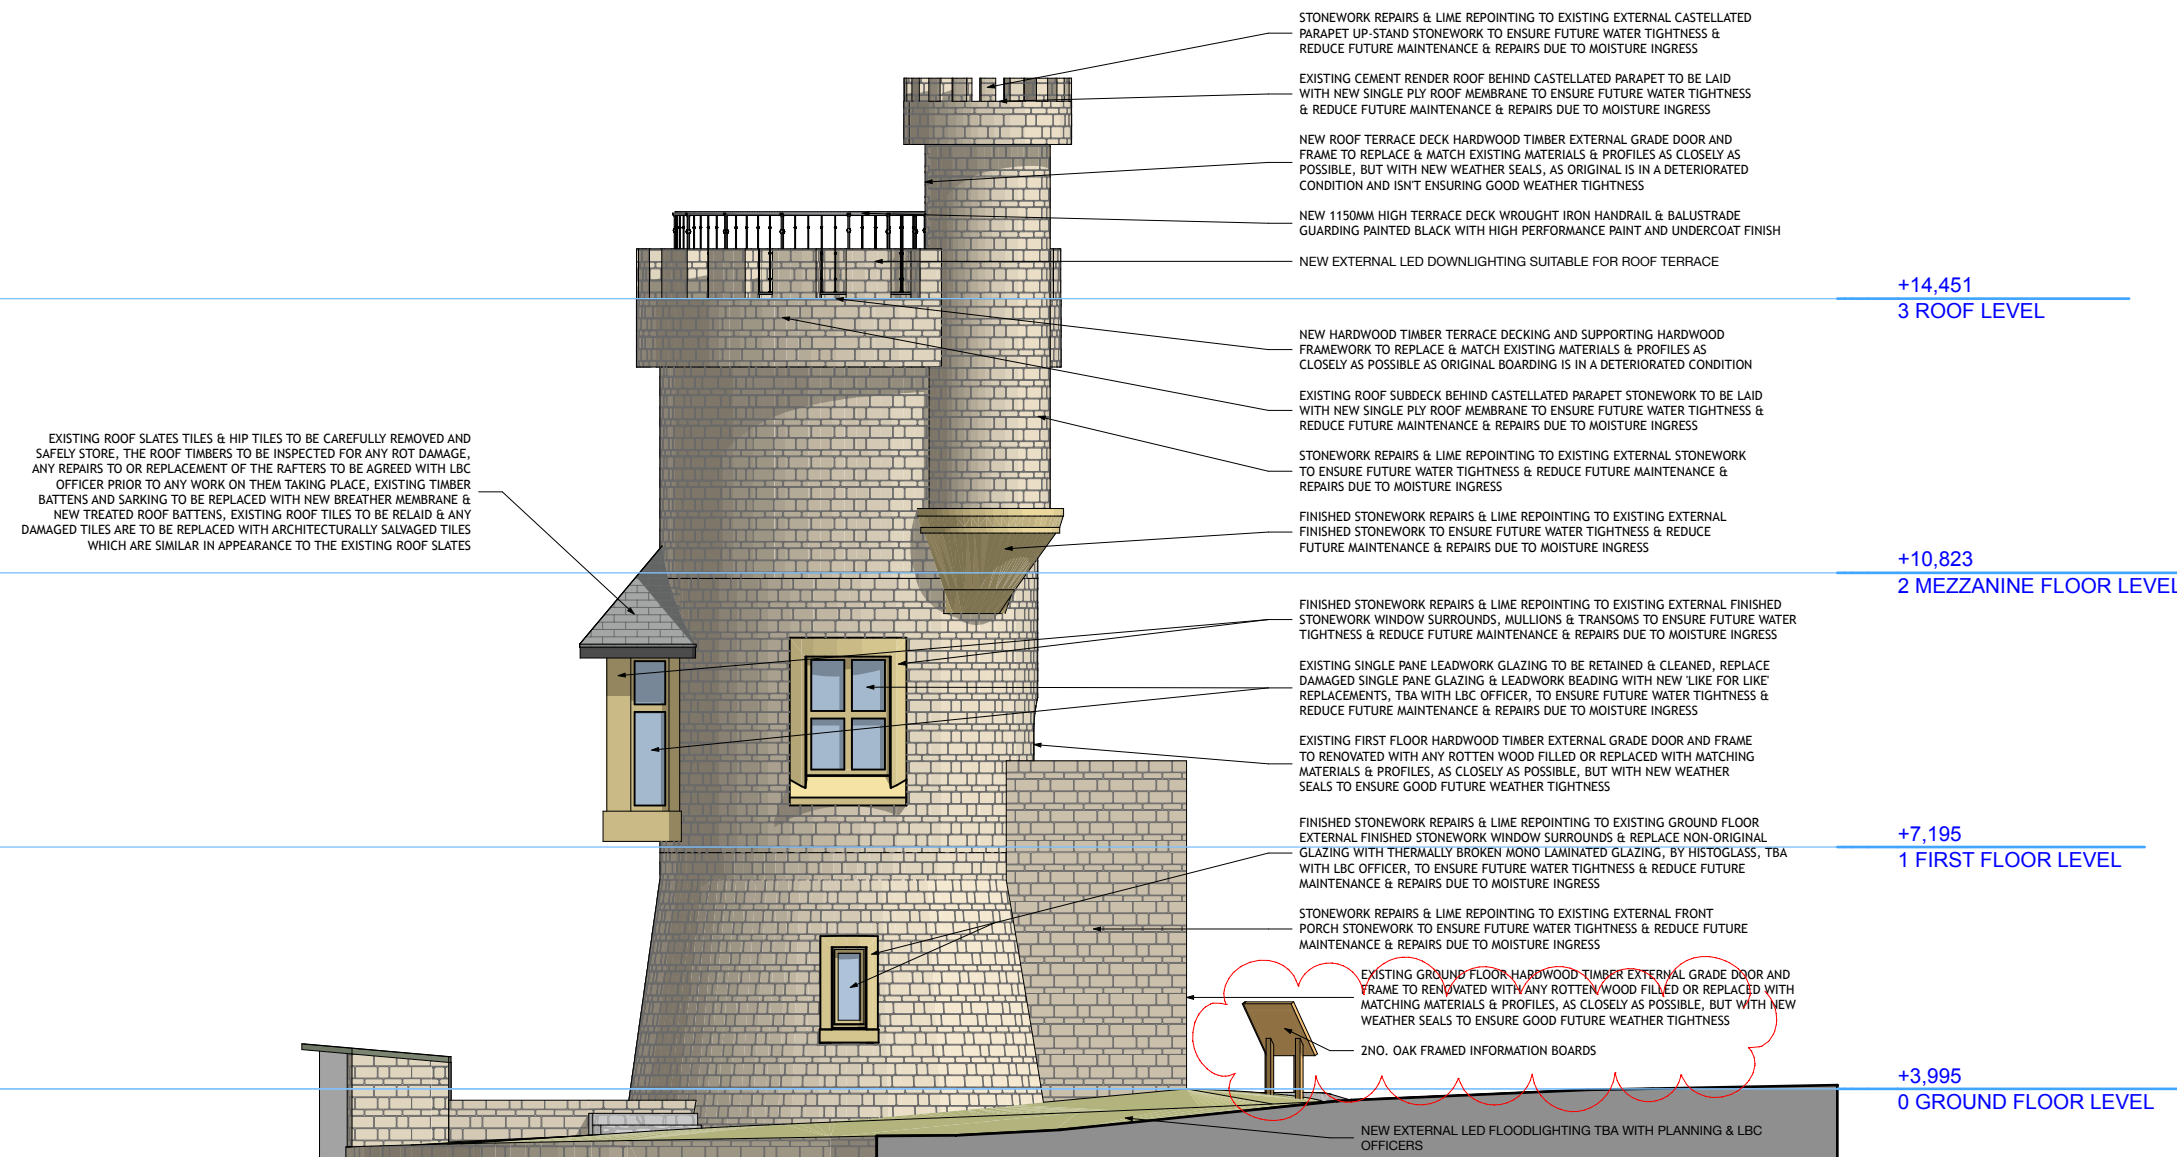 STONEWORK REPAIRS & LIME REPOINTING TO EXISTING EXTERNAL CASTELLATED
PARAPET UP-STAND STONEWORK TO ENSURE FUTURE WATER TIGHTNESS &
REDUCE FUTURE MAINTENANCE & REPAIRS DUE TO MOISTURE INGRESS
EXISTING CEMENT RENDER ROOF BEHIND CASTELLATED PARAPET TO BE LAID
WITH NEW SINGLE PLY ROOF MEMBRANE TO ENSURE FUTURE WATER TIGHTNESS
& REDUCE FUTURE MAINTENANCE & REPAIRS DUE TO MOISTURE INGRESS
NEW ROOF TERRACE DECK HARDWOOD TIMBER EXTERNAL GRADE DOOR AND
FRAME TO REPLACE & MATCH EXISTING MATERIALS & PROFILES AS CLOSELY AS
POSSIBLE, BUT WITH NEW WEATHER SEALS, AS ORIGINAL IS IN A DETERIORATED
CONDITION AND ISN'T ENSURING GOOD WEATHER TIGHTNESS
NEW 1150MM HIGH TERRACE DECK WROUGHT IRON HANDRAIL & BALUSTRADE
GUARDING PAINTED BLACK WITH HIGH PERFORMANCE PAINT AND UNDERCOAT FINISH
NEW EXTERNAL LED DOWNLIGHTING SUITABLE FOR ROOF TERRACE
+14,451
3 ROOF LEVEL
NEW HARDWOOD TIMBER TERRACE DECKING AND SUPPORTING HARDWOOD
FRAMEWORK TO REPLACE & MATCH EXISTING MATERIALS & PROFILES AS
CLOSELY AS POSSIBLE AS ORIGINAL BOARDING IS IN A DETERIORATED CONDITION
EXISTING ROOF SUBDECK BEHIND CASTELLATED PARAPET STONEWORK TO BE LAID
WITH NEW SINGLE PLY ROOF MEMBRANE TO ENSURE FUTURE WATER TIGHTNESS &
REDUCE FUTURE MAINTENANCE & REPAIRS DUE TO MOISTURE INGRESS
EXISTING ROOF SLATES TILES & HIP TILES TO BE CAREFULLY REMOVED AND
SAFELY STORE, THE ROOF TIMBERS TO BE INSPECTED FOR ANY ROT DAMAGE,
ANY REPAIRS TO OR REPLACEMENT OF THE RAFTERS TO BE AGREED WITH LBC
OFFICER PRIOR TO ANY WORK ON THEM TAKING PLACE, EXISTING TIMBER
BATTENS AND SARKING TO BE REPLACED WITH NEW BREATHER MEMBRANE &
NEW TREATED ROOF BATTENS, EXISTING ROOF TILES TO BE RELAID & ANY
DAMAGED TILES ARE TO BE REPLACED WITH ARCHITECTURALLY SALVAGED TILES
WHICH ARE SIMILAR IN APPEARANCE TO THE EXISTING ROOF SLATES
STONEWORK REPAIRS & LIME REPOINTING TO EXISTING EXTERNAL STONEWORK
TO ENSURE FUTURE WATER TIGHTNESS & REDUCE FUTURE MAINTENANCE &
REPAIRS DUE TO MOISTURE INGRESS
FINISHED STONEWORK REPAIRS & LIME REPOINTING TO EXISTING EXTERNAL
FINISHED STONEWORK TO ENSURE FUTURE WATER TIGHTNESS & REDUCE
FUTURE MAINTENANCE & REPAIRS DUE TO MOISTURE INGRESS
+10,823
2 MEZZANINE FLOOR LEVEL
FINISHED STONEWORK REPAIRS & LIME REPOINTING TO EXISTING EXTERNAL FINISHED
STONEWORK WINDOW SURROUNDS, MULLIONS & TRANSOMS TO ENSURE FUTURE WATER
TIGHTNESS & REDUCE FUTURE MAINTENANCE & REPAIRS DUE TO MOISTURE INGRESS
EXISTING SINGLE PANE LEADWORK GLAZING TO BE RETAINED & CLEANED, REPLACE
DAMAGED SINGLE PANE GLAZING & LEADWORK BEADING WITH NEW 'LIKE FOR LIKE'
REPLACEMENTS, TBA WITH LBC OFFICER, TO ENSURE FUTURE WATER TIGHTNESS &
REDUCE FUTURE MAINTENANCE & REPAIRS DUE TO MOISTURE INGRESS
EXISTING FIRST FLOOR HARDWOOD TIMBER EXTERNAL GRADE DOOR AND FRAME
TO RENOVATED WITH ANY ROTTEN WOOD FILLED OR REPLACED WITH MATCHING
MATERIALS & PROFILES, AS CLOSELY AS POSSIBLE, BUT WITH NEW WEATHER
SEALS TO ENSURE GOOD FUTURE WEATHER TIGHTNESS
FINISHED STONEWORK REPAIRS & LIME REPOINTING TO EXISTING GROUND FLOOR
EXTERNAL FINISHED STONEWORK WINDOW SURROUNDS & REPLACE NON-ORIGINAL
GLAZING WITH THERMALLY BROKEN MONO LAMINATED GLAZING, BY HISTOGLASS, TBA
WITH LBC OFFICER, TO ENSURE FUTURE WATER TIGHTNESS & REDUCE FUTURE
MAINTENANCE & REPAIRS DUE TO MOISTURE INGRESS
+7,195
1 FIRST FLOOR LEVEL
STONEWORK REPAIRS & LIME REPOINTING TO EXISTING EXTERNAL FRONT
PORCH STONEWORK TO ENSURE FUTURE WATER TIGHTNESS & REDUCE FUTURE
MAINTENANCE & REPAIRS DUE TO MOISTURE INGRESS
EXISTING GROUND FLOOR HARDWOOD TIMBER EXTERNAL GRADE DOOR AND
FRAME TO RENOVATED WITH ANY ROTTEN WOOD FILLED OR REPLACED WITH
MATCHING MATERIALS & PROFILES, AS CLOSELY AS POSSIBLE, BUT WITH NEW
WEATHER SEALS TO ENSURE GOOD FUTURE WEATHER TIGHTNESS
2NO. OAK FRAMED INFORMATION BOARDS
+3,995
0 GROUND FLOOR LEVEL
NEW EXTERNAL LED FLOODLIGHTING TBA WITH PLANNING & LBC
OFFICERS